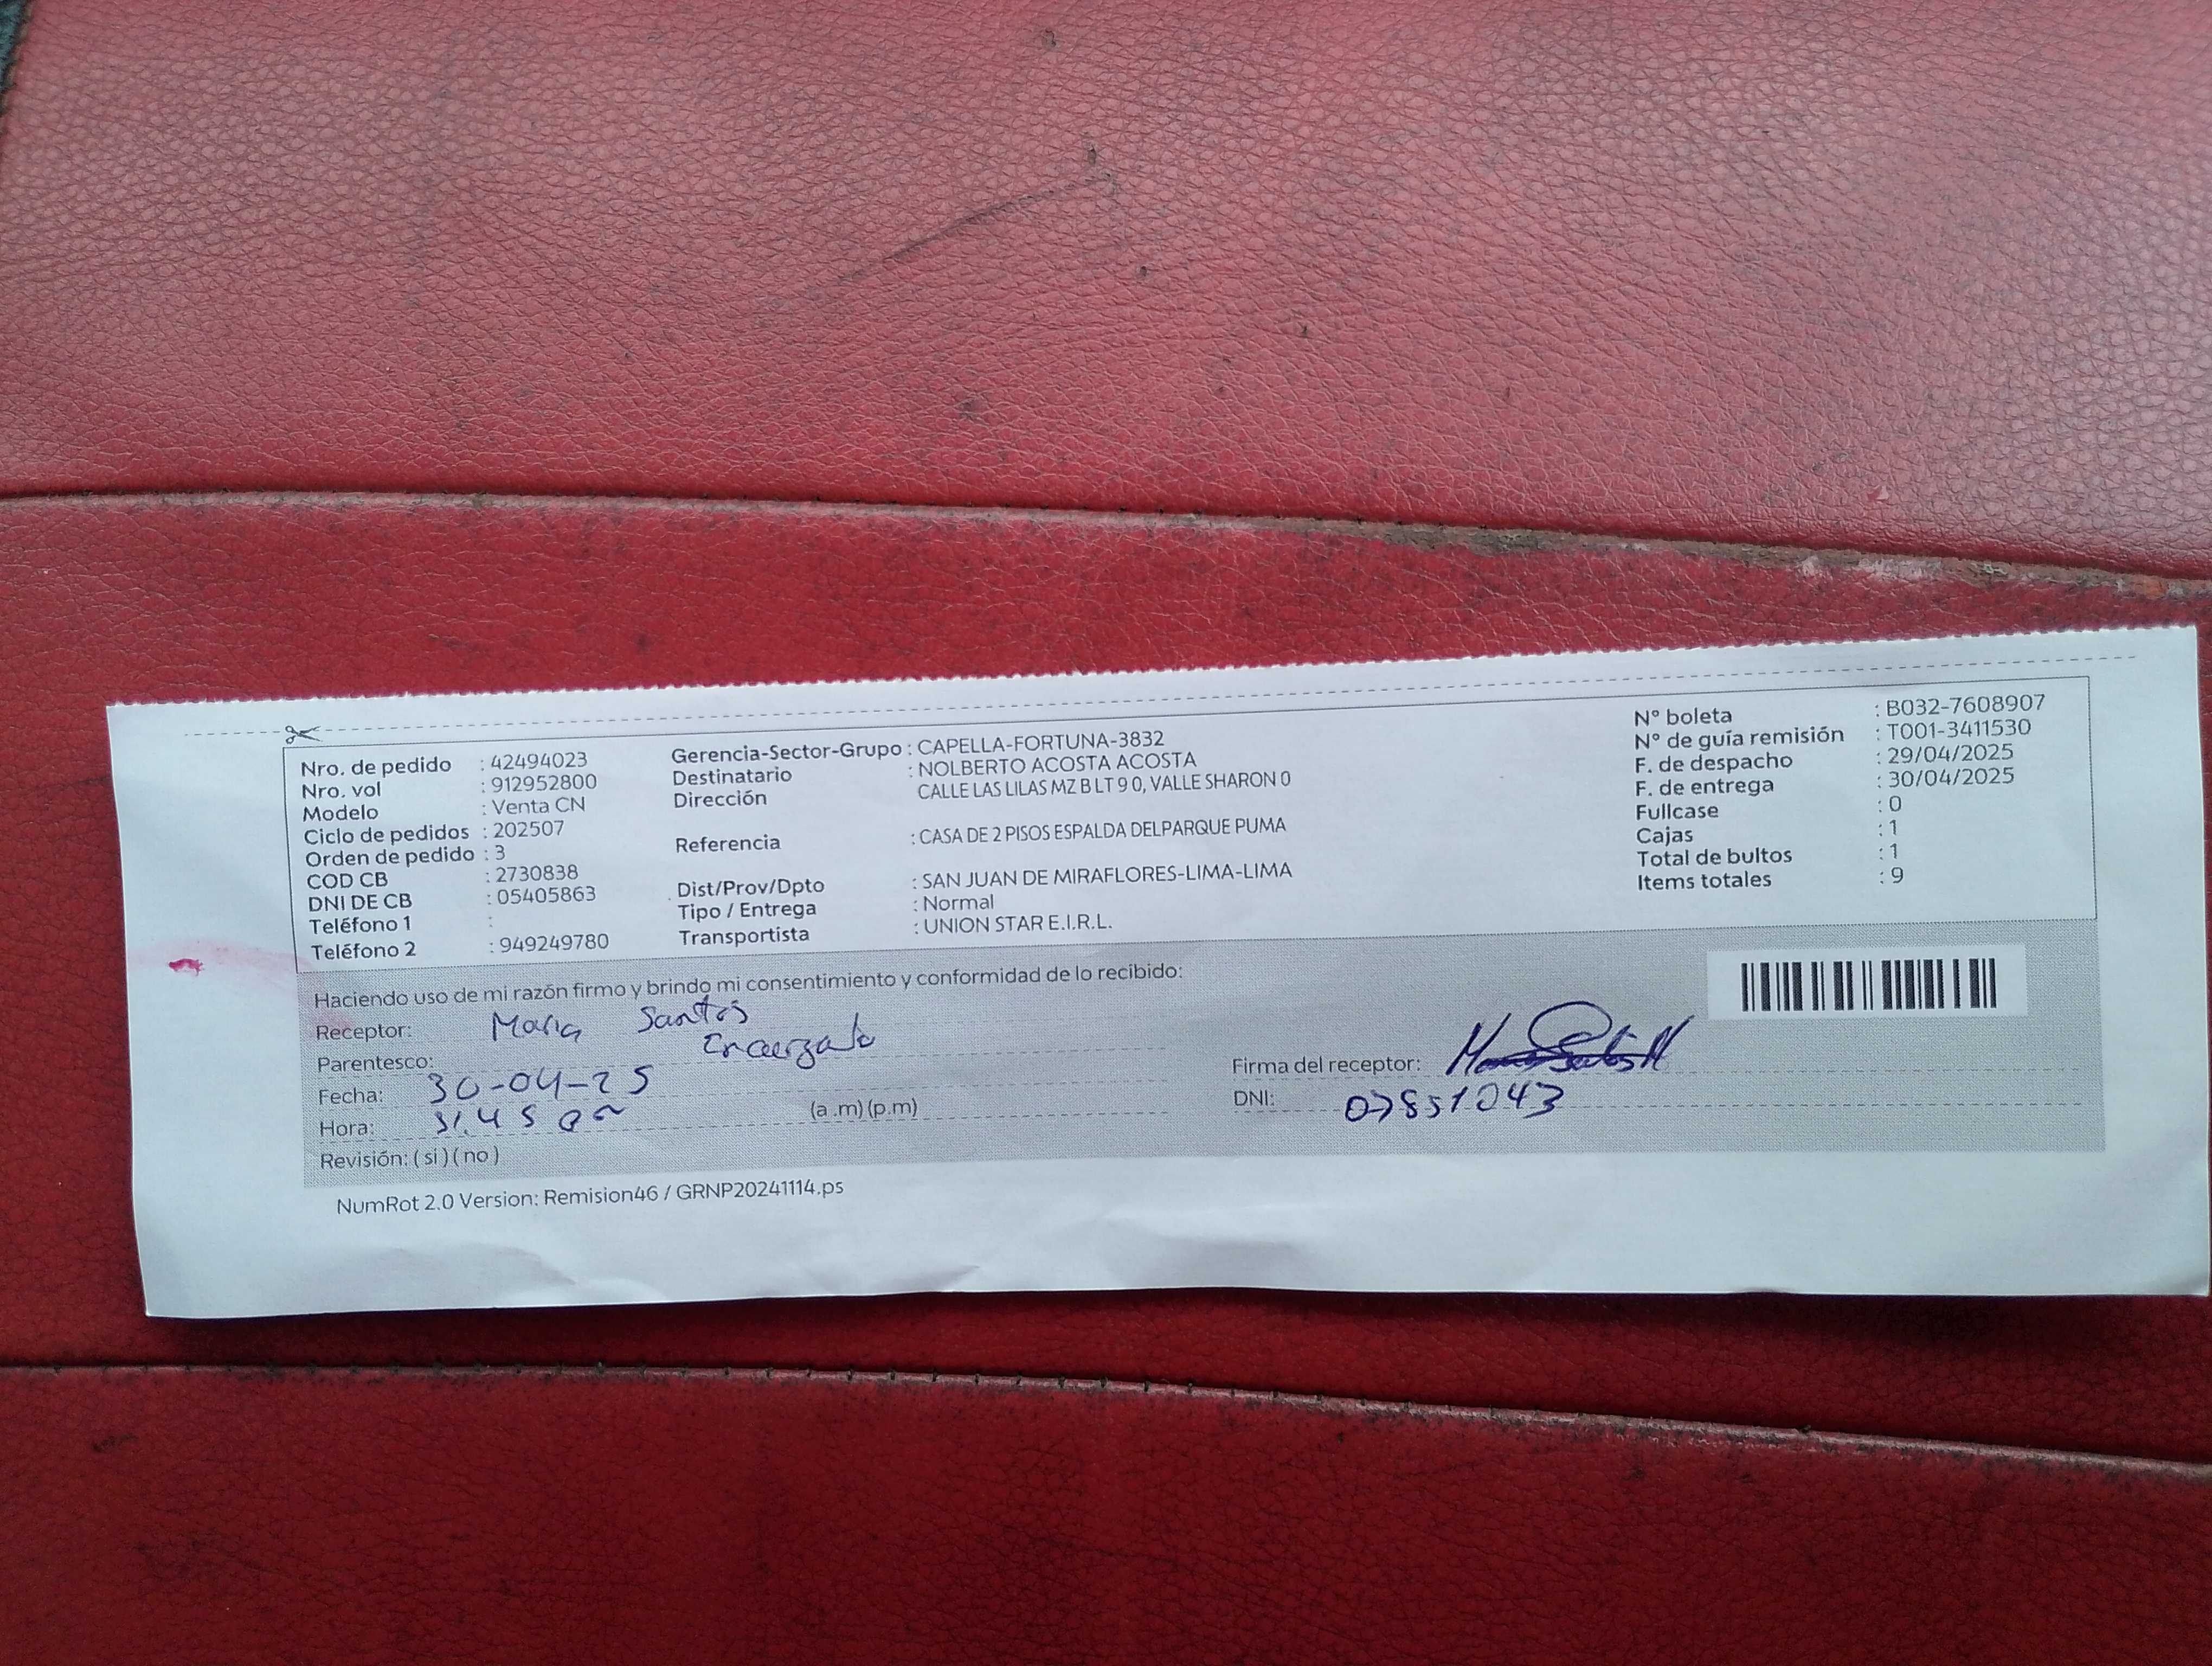 Nro. de pedido : 42494023
Nro. vol : 912952800
Modelo : Venta CN
Ciclo de pedidos : 202507
Orden de pedido : 3
COD CB : 2730838
DNI DE CB : 05405863
Teléfono 1 :
Teléfono 2 : 949249780
Gerencia-Sector-Grupo : CAPELLA-FORTUNA-3832
Destinatario : NOLBERTO ACOSTA ACOSTA
Dirección CALLE LAS LILAS MZ B LT 9 0, VALLE SHARON 0
Referencia : CASA DE 2 PISOS ESPALDA DELPARQUE PUMA
Dist/Prov/Dpto : SAN JUAN DE MIRAFLORES-LIMA-LIMA
Tipo / Entrega : Normal
Transportista : UNION STAR E.I.R.L.
N° boleta : B032-7608907
N° de guía remisión : T001-3411530
F. de despacho : 29/04/2025
F. de entrega : 30/04/2025
Fullcase : 0
Cajas : 1
Total de bultos : 1
Items totales : 9
Haciendo uso de mi razón firmo y brindo mi consentimiento y conformidad de lo recibido:
Receptor: Maria Santos
Parentesco:
Fecha: 30-04-25
Hora: (a .m) (p.m)
Revisión: ( si ) ( no )
Firma del receptor:
DNI: 07851043
NumRot 2.0 Version: Remision46 / GRNP20241114.ps